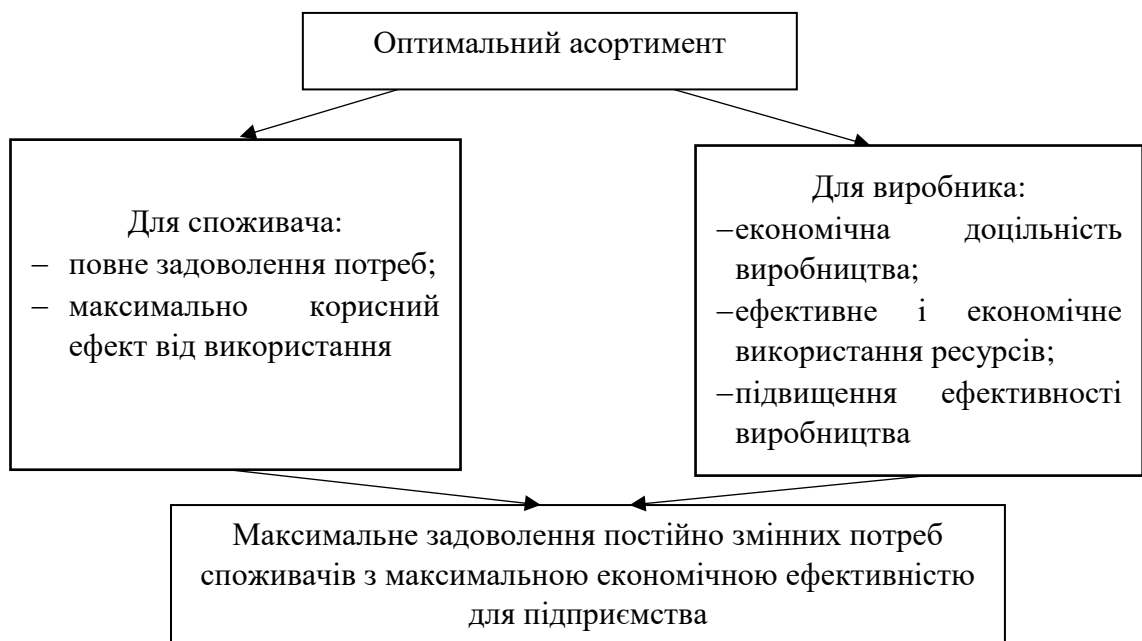 Оптимальний асортимент
Для споживача:
− повне задоволення потреб;
− максимально корисний
ефект від використання
Для виробника:
−економічна доцільність
виробництва;
−ефективне і економічне
використання ресурсів;
−підвищення ефективності
виробництва
Максимальне задоволення постійно змінних потреб
споживачів з максимальною економічною ефективністю
для підприємства